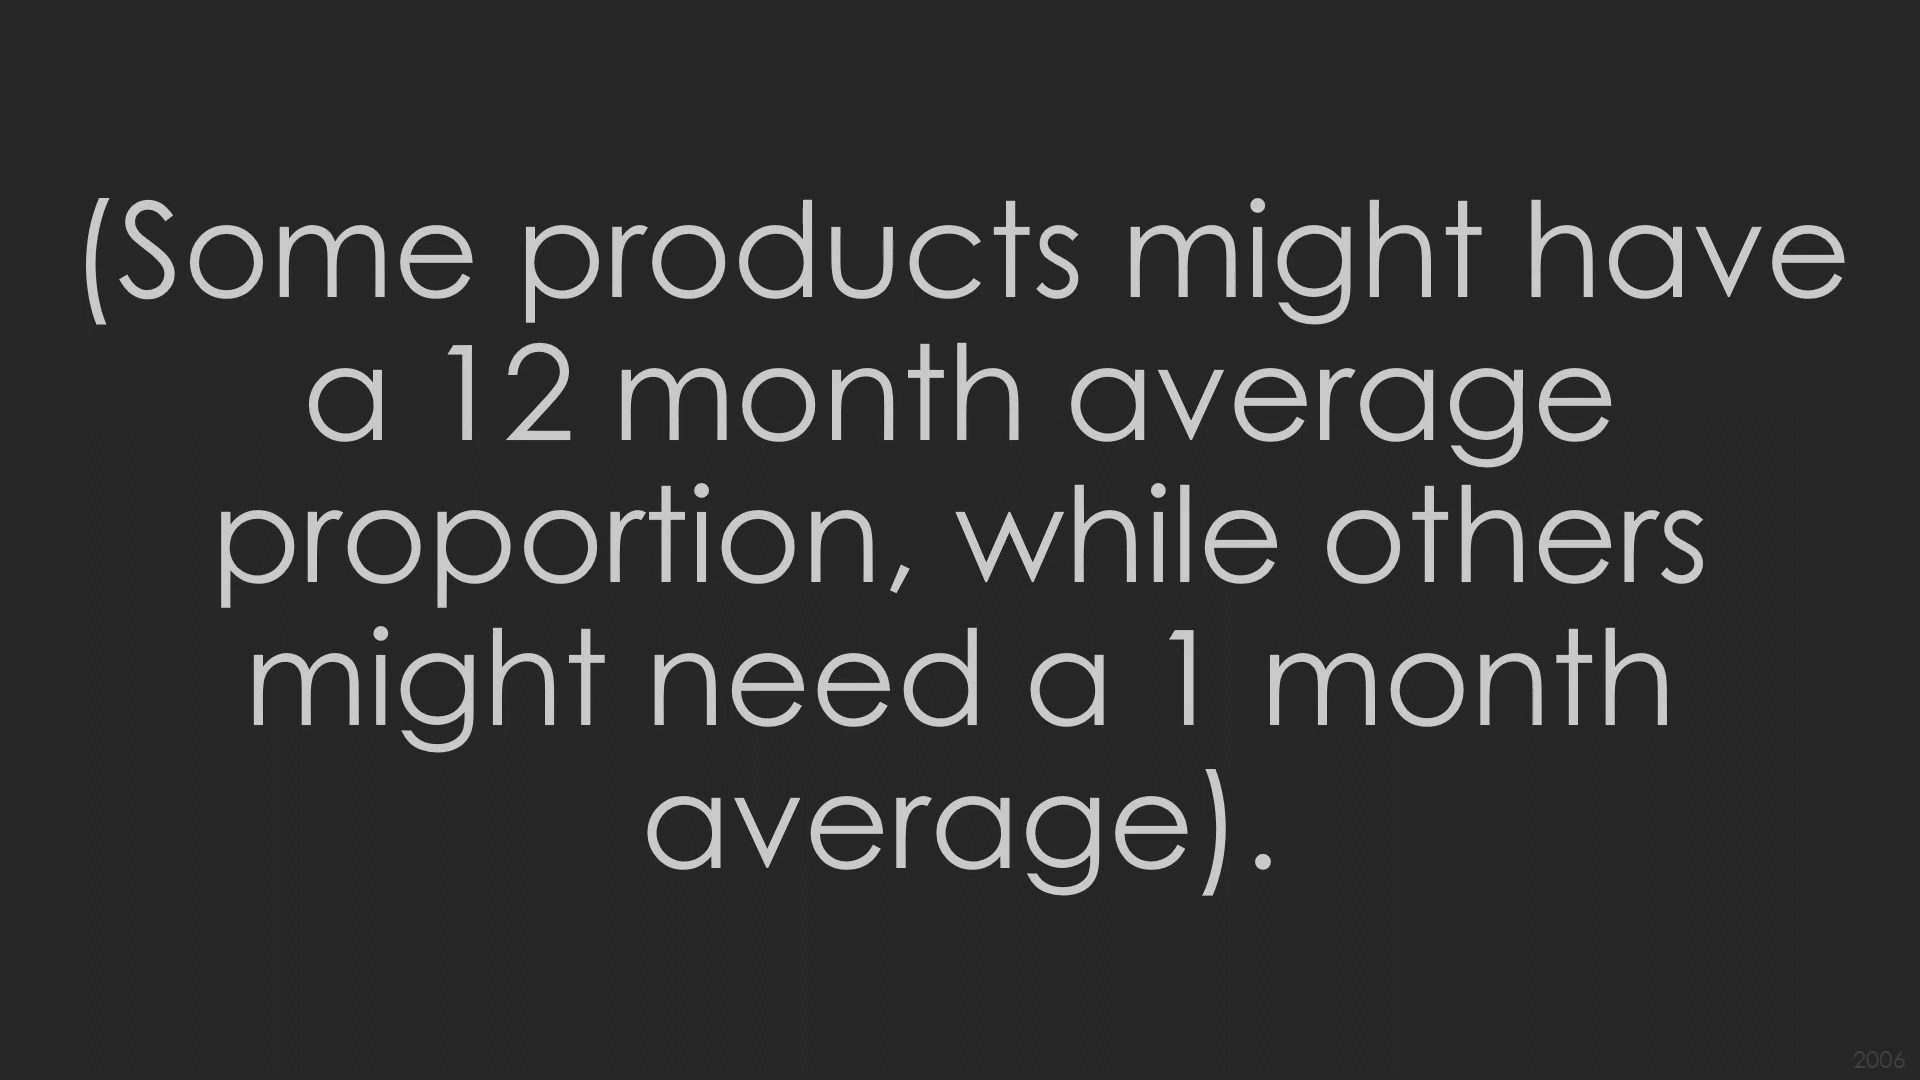 (Some products might have
a 12 month average
proportion, while others
might need a 1 month
average).
2006